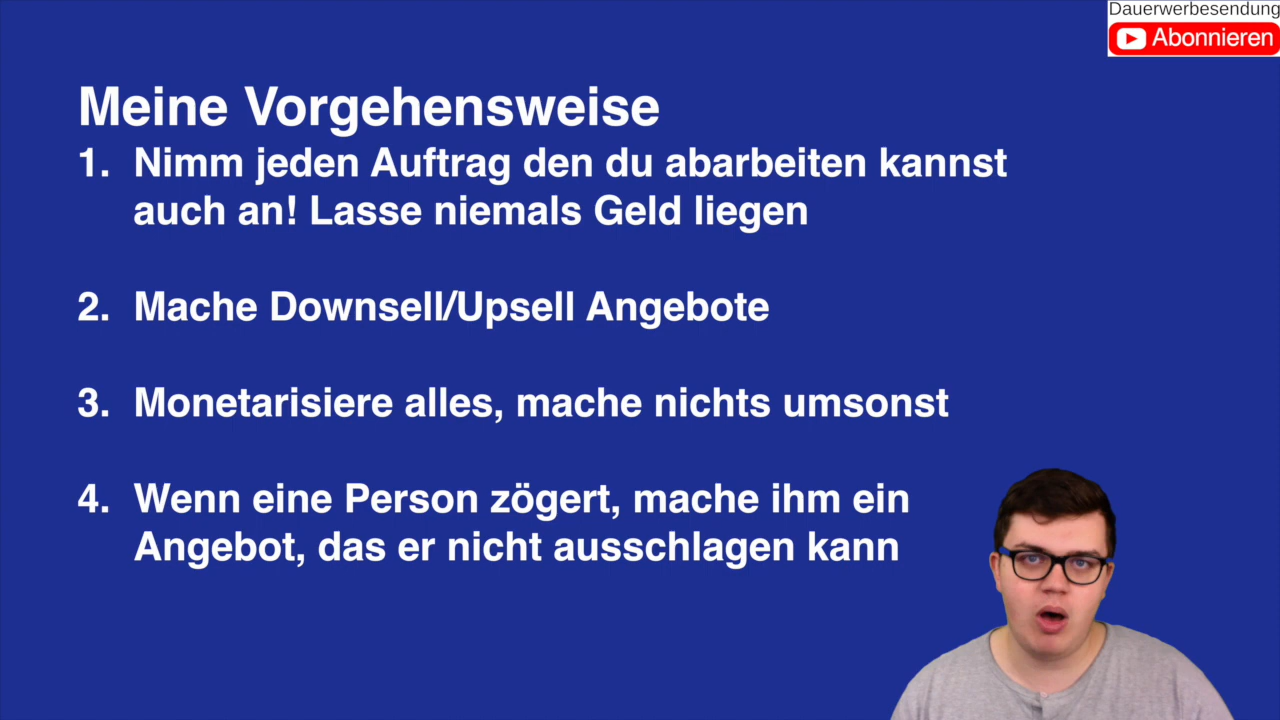 Dauerwerbesendung
Abonnieren
Meine Vorgehensweise
1. Nimm jeden Auftrag den du abarbeiten kannst
auch an! Lasse niemals Geld liegen
2. Mache Downsell/Upsell Angebote
3. Monetarisiere alles, mache nichts umsonst
4. Wenn eine Person zögert, mache ihm ein
Angebot, das er nicht ausschlagen kann